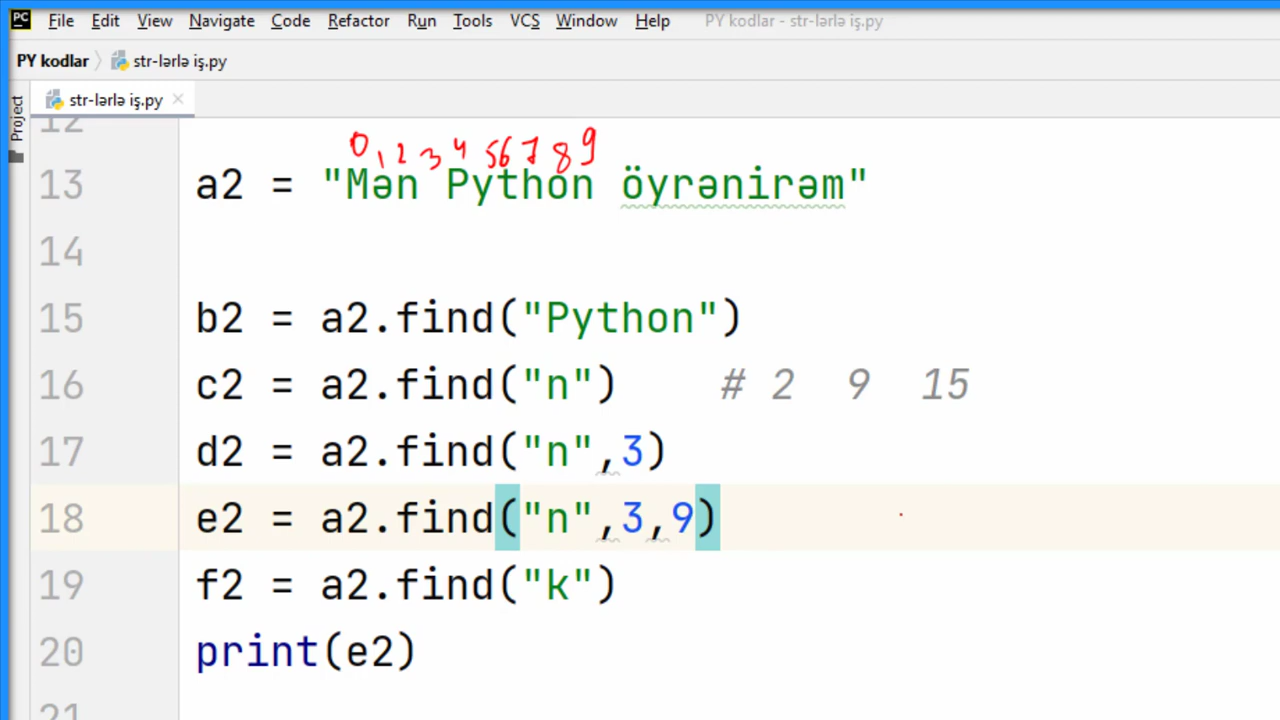 PC File Edit View Navigate Code Refactor Run Tools VCS Window Help PY kodlar - str-lərlə iş.py
PY kodlar str-lərlə iş.py
str-lərlə iş.py
Project
12
0 1 2 3 4 5 6 7 8 9
13 a2 = "Mən Python öyrənirəm"
14
15 b2 = a2.find("Python")
16 c2 = a2.find("n") # 2 9 15
17 d2 = a2.find("n",3)
18 e2 = a2.find("n",3,9)
19 f2 = a2.find("k")
20 print(e2)
21